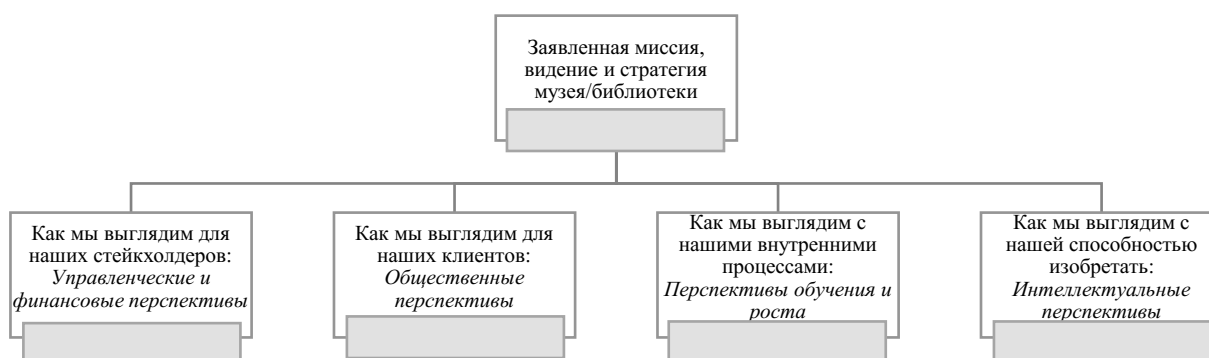 Заявленная миссия,
видение и стратегия
музея/библиотеки
Как мы выглядим для
наших стейкхолдеров:
Управленческие и
финансовые перспективы
Как мы выглядим для
наших клиентов:
Общественные
перспективы
Как мы выглядим с
нашими внутренними
процессами:
Перспективы обучения и
роста
Как мы выглядим с
нашей способностью
изобретать:
Интеллектуальные
перспективы